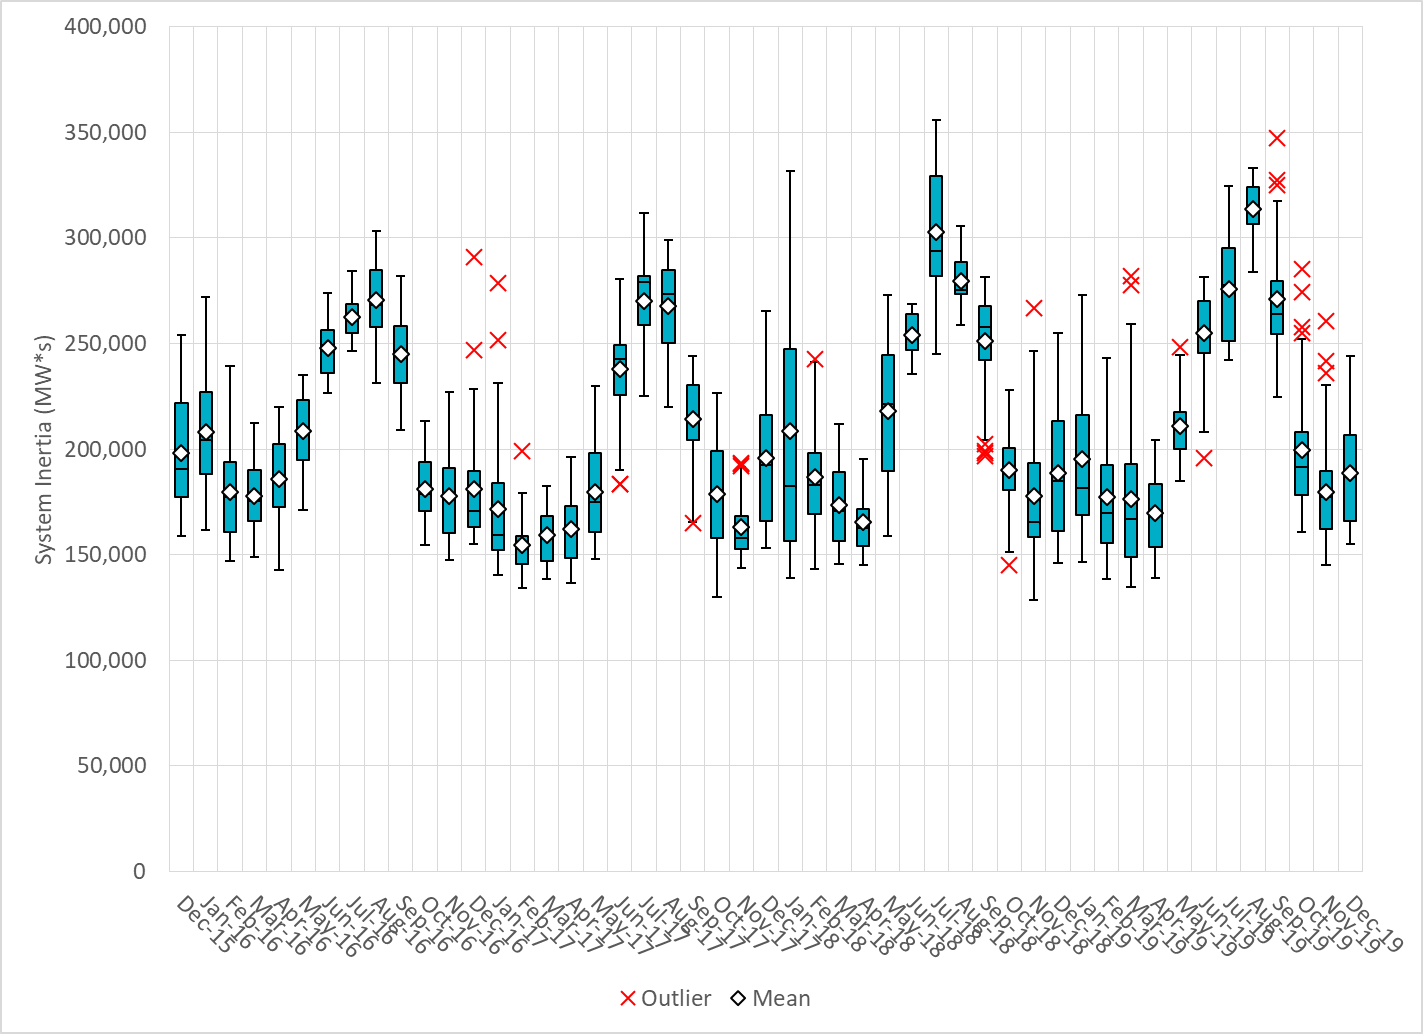 400,000
350,000
300,000
250,000
200,000
150,000
100,000
50,000
0
System Inertia (MW*s)
Dec-15
Jan-16
Feb-16
Mar-16
Apr-16
May-16
Jun-16
Jul-16
Aug-16
Sep-16
Oct-16
Nov-16
Dec-16
Jan-17
Feb-17
Mar-17
Apr-17
May-17
Jun-17
Jul-17
Aug-17
Sep-17
Oct-17
Nov-17
Dec-17
Jan-18
Feb-18
Mar-18
Apr-18
May-18
Jun-18
Jul-18
Aug-18
Sep-18
Oct-18
Nov-18
Dec-18
Jan-19
Feb-19
Mar-19
Apr-19
May-19
Jun-19
Jul-19
Aug-19
Sep-19
Oct-19
Nov-19
Dec-19
Outlier
Mean